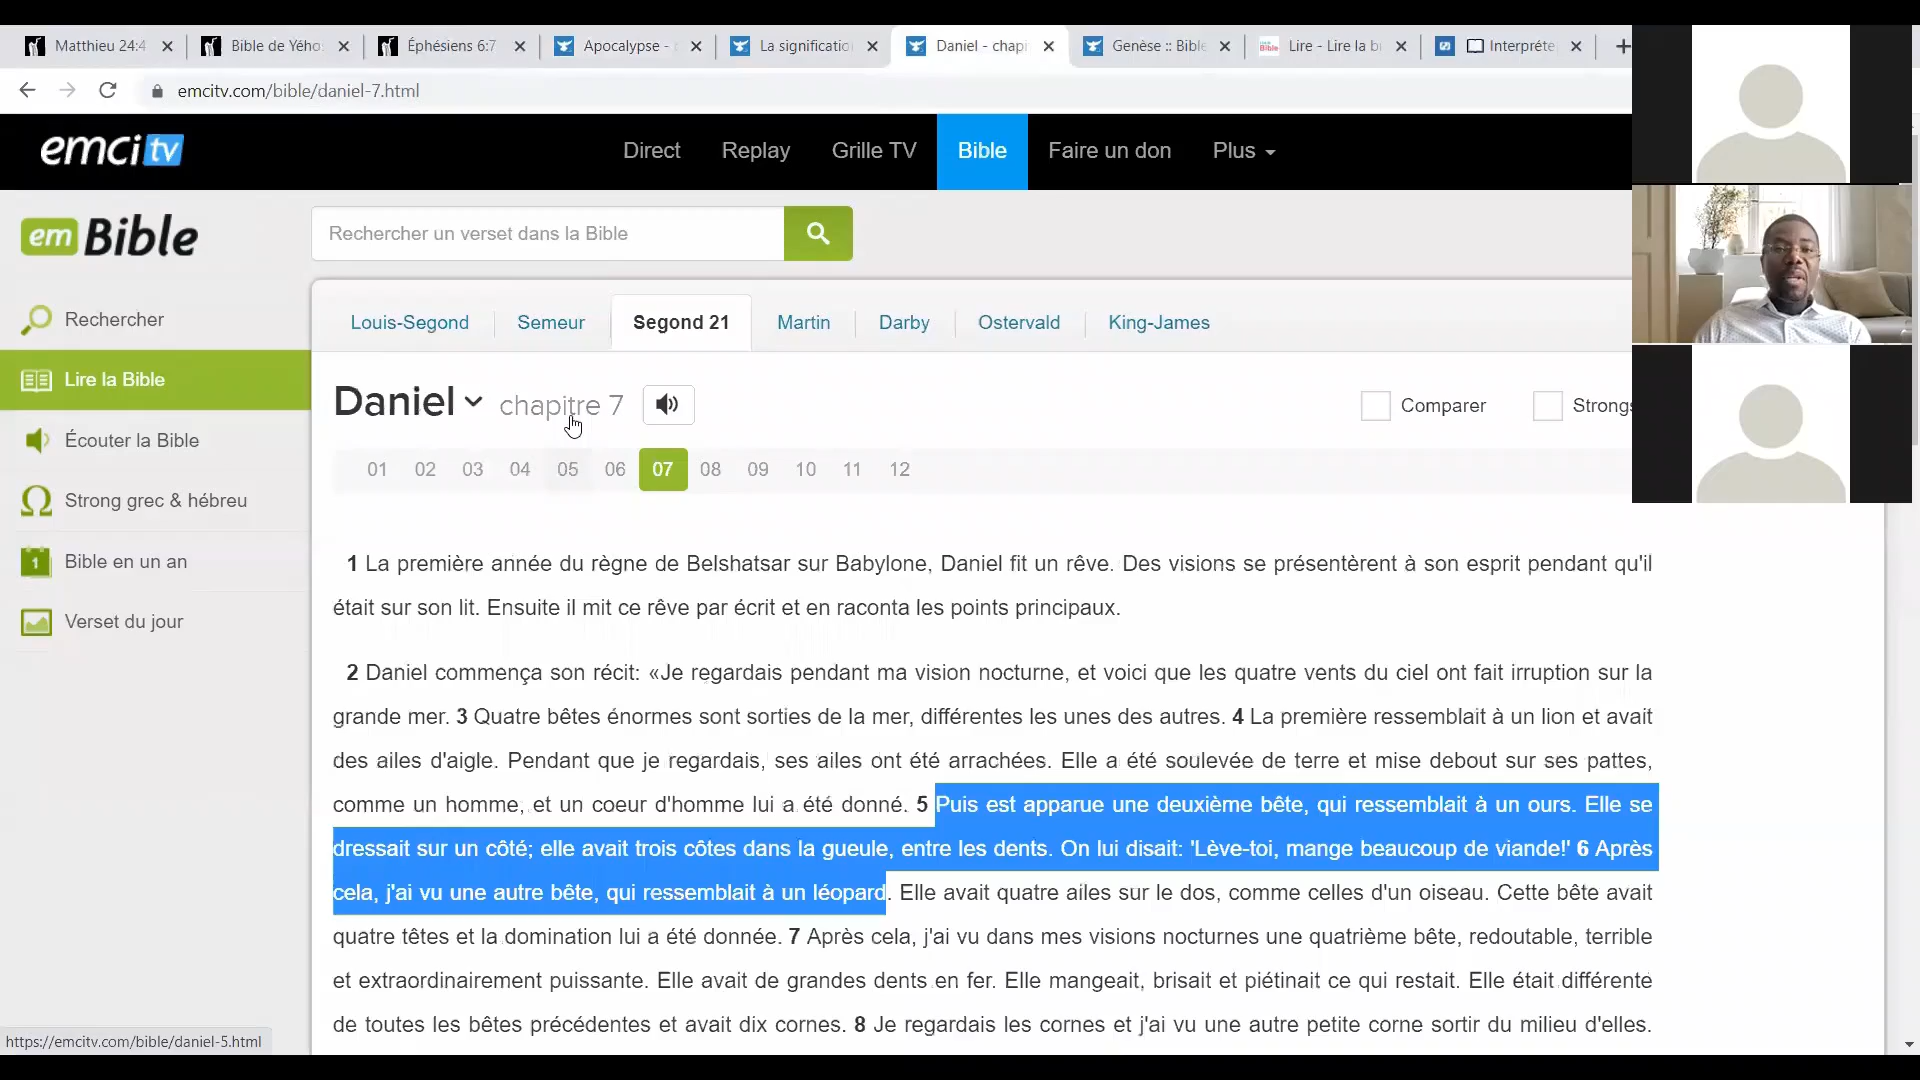 Matthieu 24:4
Bible de Yého
Éphésiens 6:7
Apocalypse -
La significatio
Daniel - chapi
Genèse :: Bible
Lire - Lire la b
Interpréte
emcitv.com/bible/daniel-7.html
emci tv
Direct
Replay
Grille TV
Bible
Faire un don
Plus
em Bible
Rechercher un verset dans la Bible
Rechercher
Lire la Bible
Écouter la Bible
Strong grec & hébreu
1
Bible en un an
Verset du jour
Louis-Segond
Semeur
Segond 21
Martin
Darby
Ostervald
King-James
Daniel chapitre 7
Comparer
Strongs
01 02 03 04 05 06 07 08 09 10 11 12
1 La première année du règne de Belshatsar sur Babylone, Daniel fit un rêve. Des visions se présentèrent à son esprit pendant qu'il
était sur son lit. Ensuite il mit ce rêve par écrit et en raconta les points principaux.
2 Daniel commença son récit: «Je regardais pendant ma vision nocturne, et voici que les quatre vents du ciel ont fait irruption sur la
grande mer. 3 Quatre bêtes énormes sont sorties de la mer, différentes les unes des autres. 4 La première ressemblait à un lion et avait
des ailes d'aigle. Pendant que je regardais, ses ailes ont été arrachées. Elle a été soulevée de terre et mise debout sur ses pattes,
comme un homme, et un coeur d'homme lui a été donné. 5 Puis est apparue une deuxième bête, qui ressemblait à un ours. Elle se
dressait sur un côté; elle avait trois côtes dans la gueule, entre les dents. On lui disait: 'Lève-toi, mange beaucoup de viande!' 6 Après
cela, j'ai vu une autre bête, qui ressemblait à un léopard. Elle avait quatre ailes sur le dos, comme celles d'un oiseau. Cette bête avait
quatre têtes et la domination lui a été donnée. 7 Après cela, j'ai vu dans mes visions nocturnes une quatrième bête, redoutable, terrible
et extraordinairement puissante. Elle avait de grandes dents en fer. Elle mangeait, brisait et piétinait ce qui restait. Elle était différente
de toutes les bêtes précédentes et avait dix cornes. 8 Je regardais les cornes et j'ai vu une autre petite corne sortir du milieu d'elles.
https://emcitv.com/bible/daniel-5.html